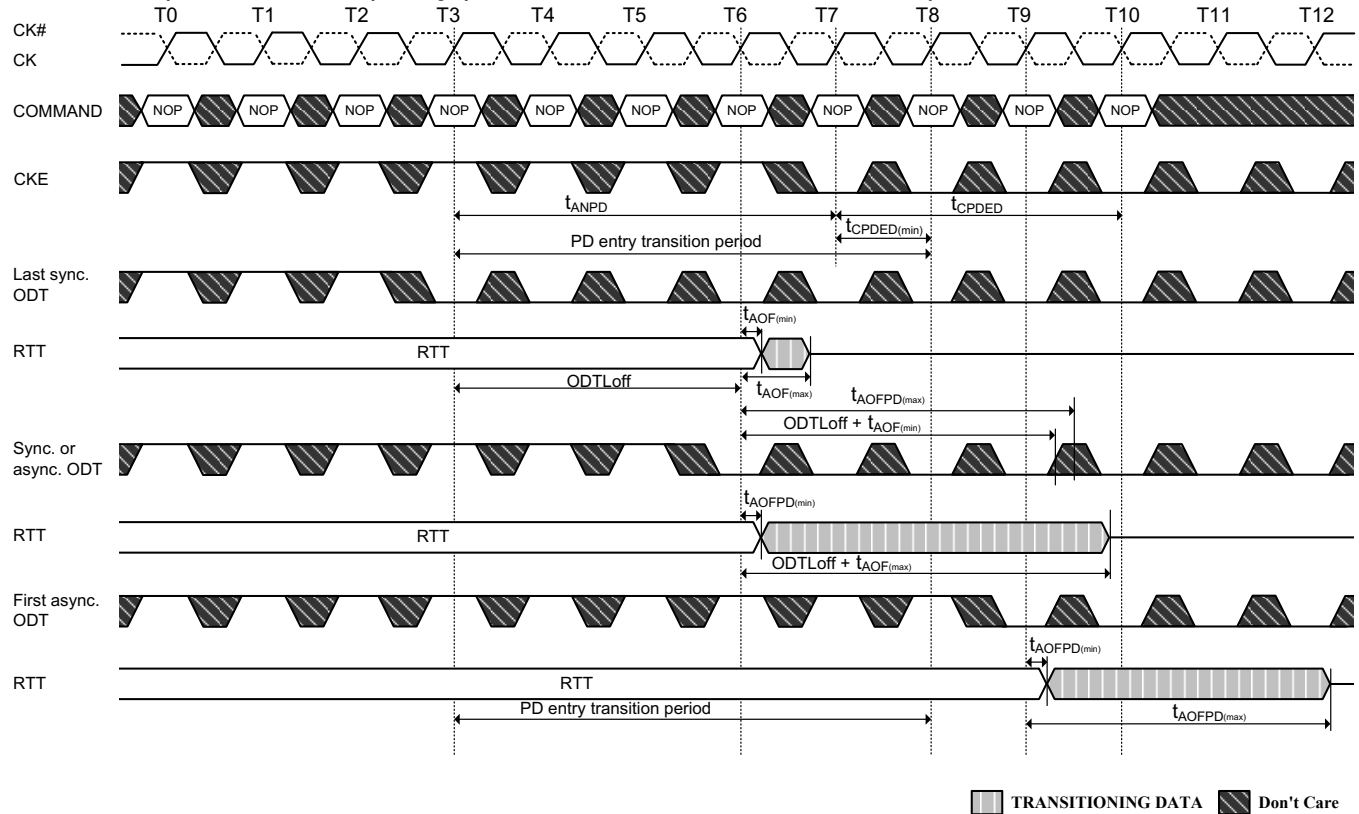 T0 T1 T2 T3 T4 T5 T6 T7 T8 T9 T10 T11 T12
CK#
CK
COMMAND NOP NOP NOP NOP NOP NOP NOP NOP NOP NOP NOP
CKE
tANPD tCPDED
tCPDED(min)
PD entry transition period
Last sync.
ODT
tAOF(min)
RTT RTT
ODTLoff tAOF(max)
tAOFPD(max)
ODTLoff + tAOF(min)
Sync. or
async. ODT
tAOFPD(min)
RTT RTT
ODTLoff + tAOF(max)
First async.
ODT
tAOFPD(min)
RTT RTT
PD entry transition period tAOFPD(max)
TRANSITIONING DATA Don't Care